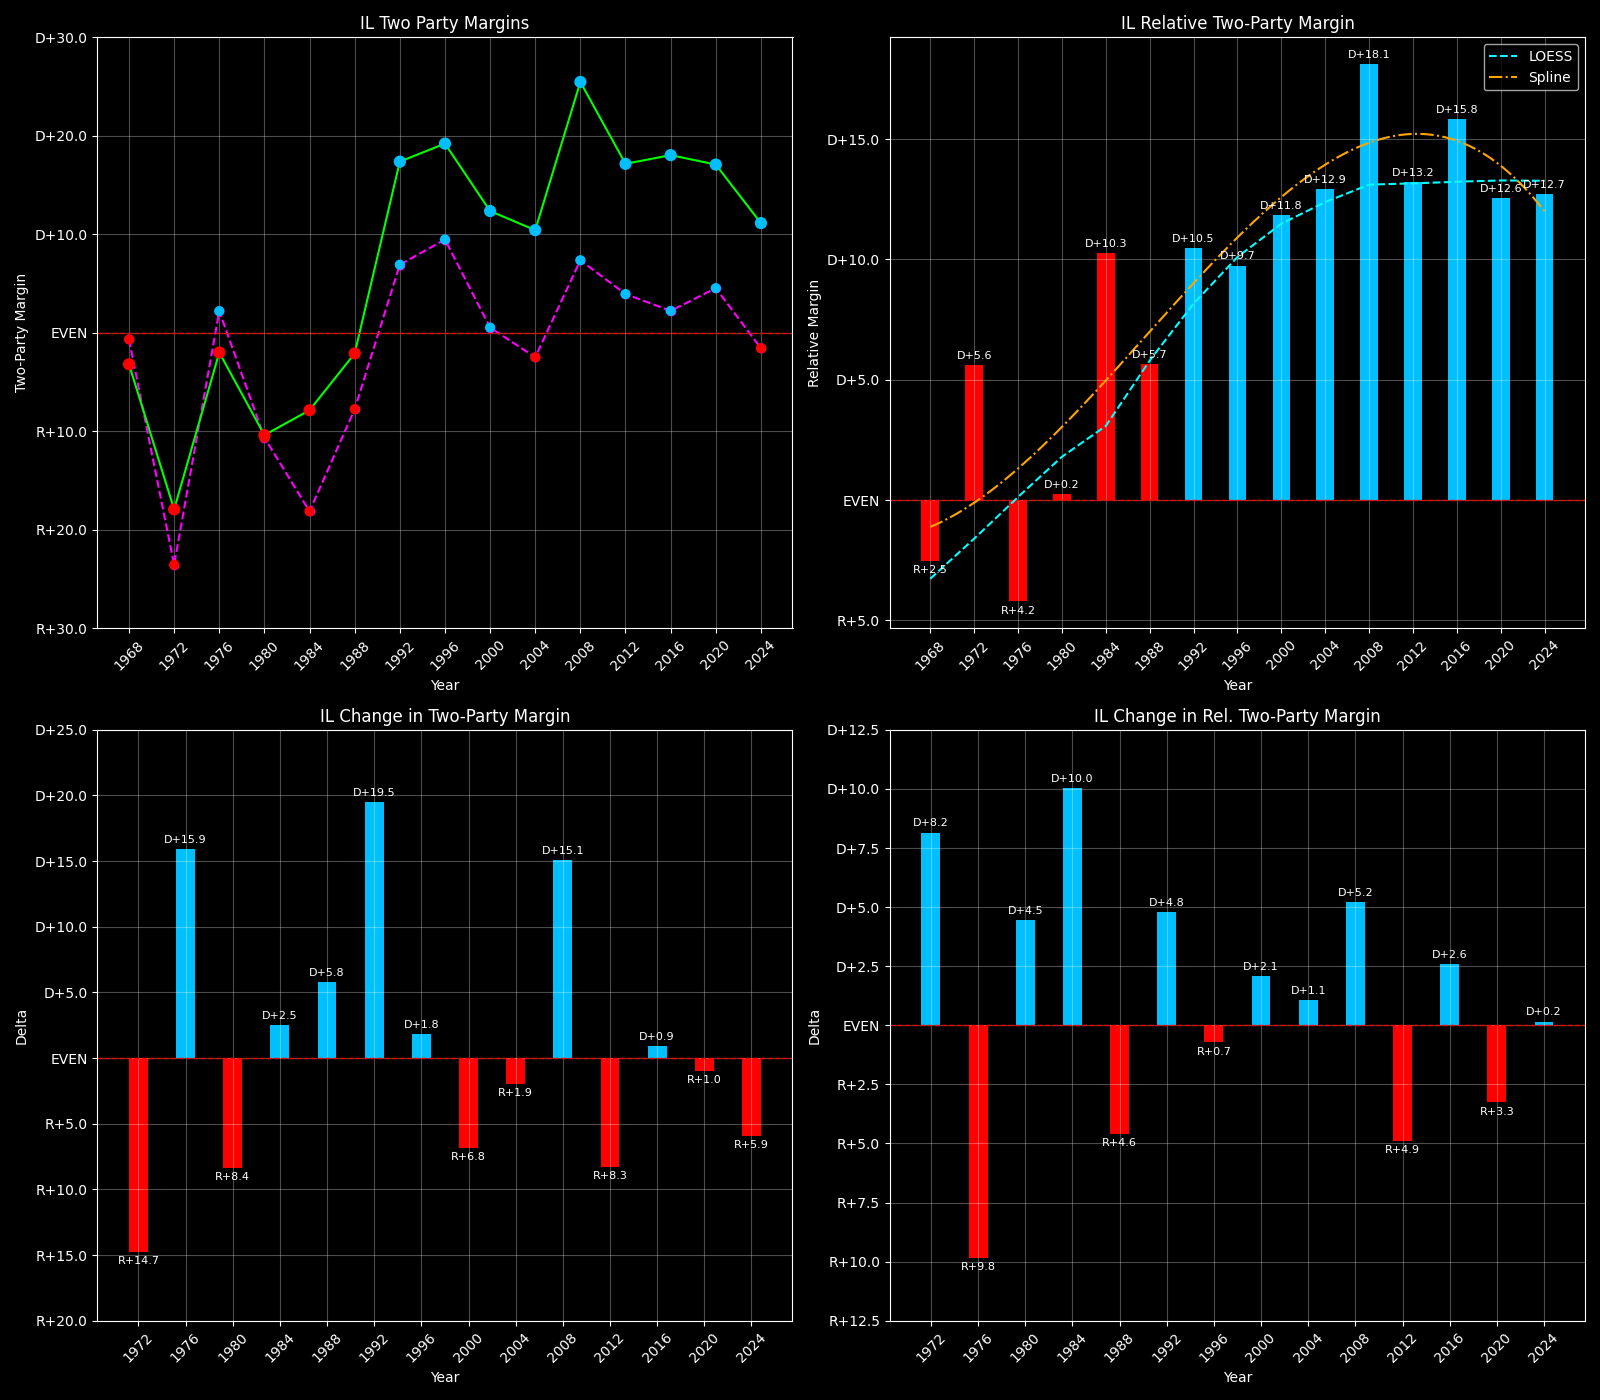 IL Two Party Margins
D+30.0
D+20.0
D+10.0
EVEN
R+10.0
R+20.0
R+30.0
Two-Party Margin
1968 1972 1976 1980 1984 1988 1992 1996 2000 2004 2008 2012 2016 2020 2024
Year
IL Relative Two-Party Margin
LOESS
Spline
D+15.0
D+10.0
D+5.0
EVEN
R+5.0
Relative Margin
R+2.5
D+5.6
R+4.2
D+0.2
D+10.3
D+5.7
D+10.5
D+9.7
D+11.8
D+12.9
D+18.1
D+13.2
D+15.8
D+12.6
D+12.7
1968 1972 1976 1980 1984 1988 1992 1996 2000 2004 2008 2012 2016 2020 2024
Year
IL Change in Two-Party Margin
D+25.0
D+20.0
D+15.0
D+10.0
D+5.0
EVEN
R+5.0
R+10.0
R+15.0
R+20.0
Delta
R+14.7
D+15.9
R+8.4
D+2.5
D+5.8
D+19.5
D+1.8
R+6.8
R+1.9
D+15.1
R+8.3
D+0.9
R+1.0
R+5.9
1972 1976 1980 1984 1988 1992 1996 2000 2004 2008 2012 2016 2020 2024
Year
IL Change in Rel. Two-Party Margin
D+12.5
D+10.0
D+7.5
D+5.0
D+2.5
EVEN
R+2.5
R+5.0
R+7.5
R+10.0
R+12.5
Delta
D+8.2
R+9.8
D+4.5
D+10.0
R+4.6
D+4.8
R+0.7
D+2.1
D+1.1
D+5.2
R+4.9
D+2.6
R+3.3
D+0.2
1972 1976 1980 1984 1988 1992 1996 2000 2004 2008 2012 2016 2020 2024
Year